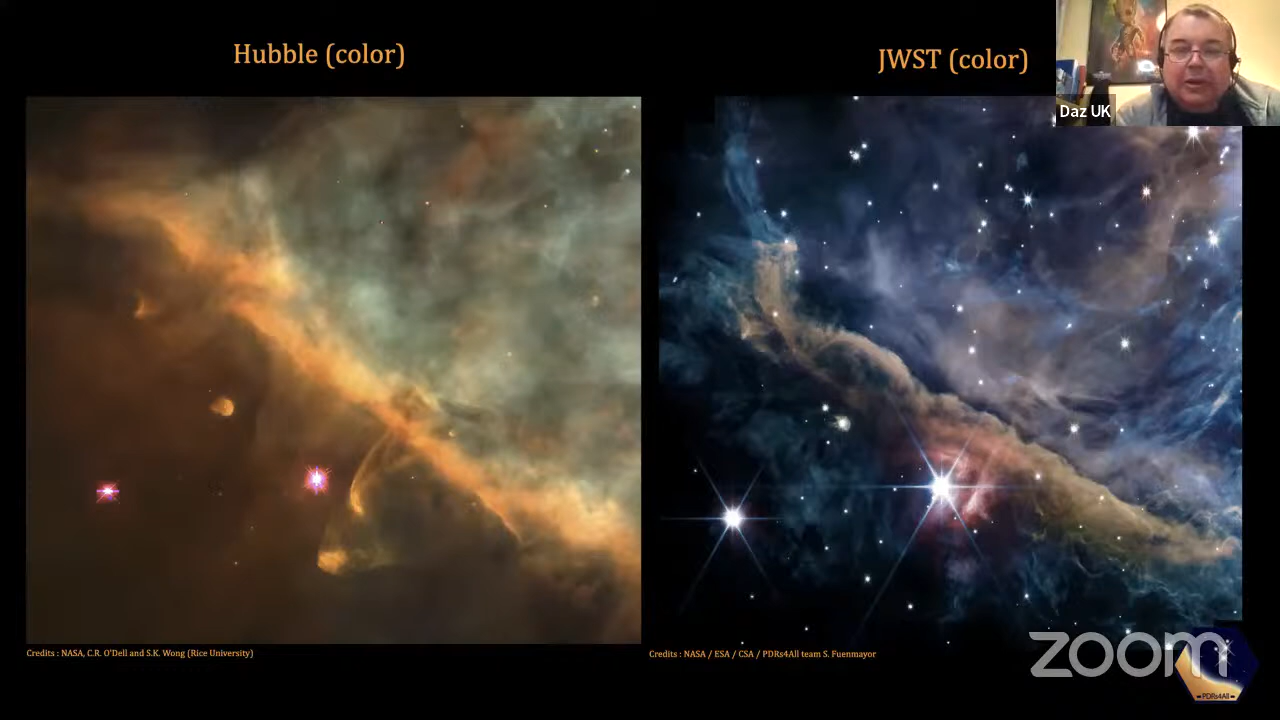 Hubble (color)
JWST (color)
Daz UK
Credits : NASA, C.R. O'Dell and S.K. Wong (Rice University)
Credits : NASA / ESA / CSA / PDRs4All team S. Fuenmayor
zoom
PDRs4All